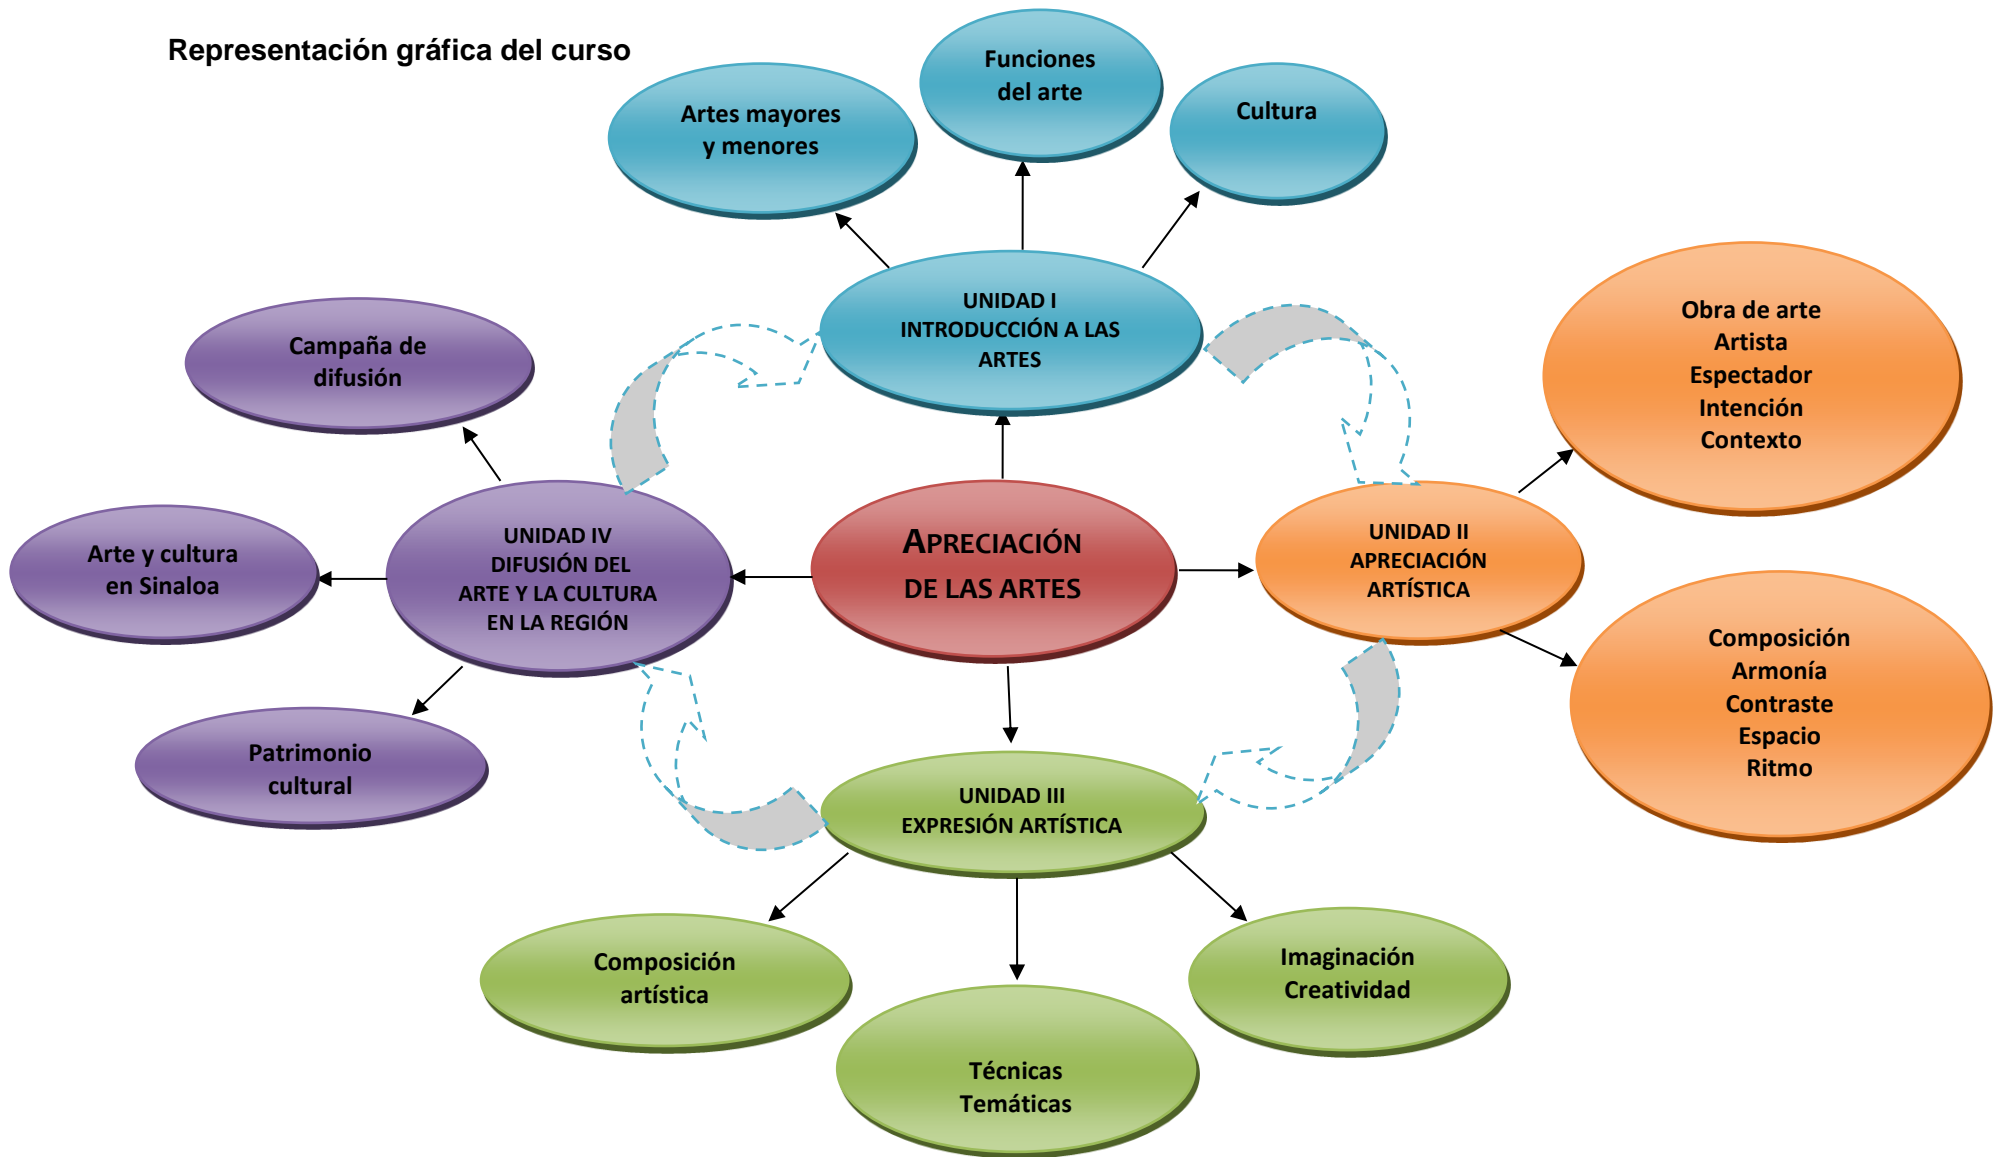 Representación gráfica del curso
Funciones
del arte
Artes mayores
y menores
Cultura
UNIDAD I
INTRODUCCIÓN A LAS
ARTES
Obra de arte
Artista
Espectador
Intención
Contexto
Campaña de
difusión
UNIDAD IV
DIFUSIÓN DEL
ARTE Y LA CULTURA
EN LA REGIÓN
APRECIACIÓN
DE LAS ARTES
UNIDAD II
APRECIACIÓN
ARTÍSTICA
Arte y cultura
en Sinaloa
Composición
Armonía
Contraste
Espacio
Ritmo
Patrimonio
cultural
UNIDAD III
EXPRESIÓN ARTÍSTICA
Composición
artística
Imaginación
Creatividad
Técnicas
Temáticas